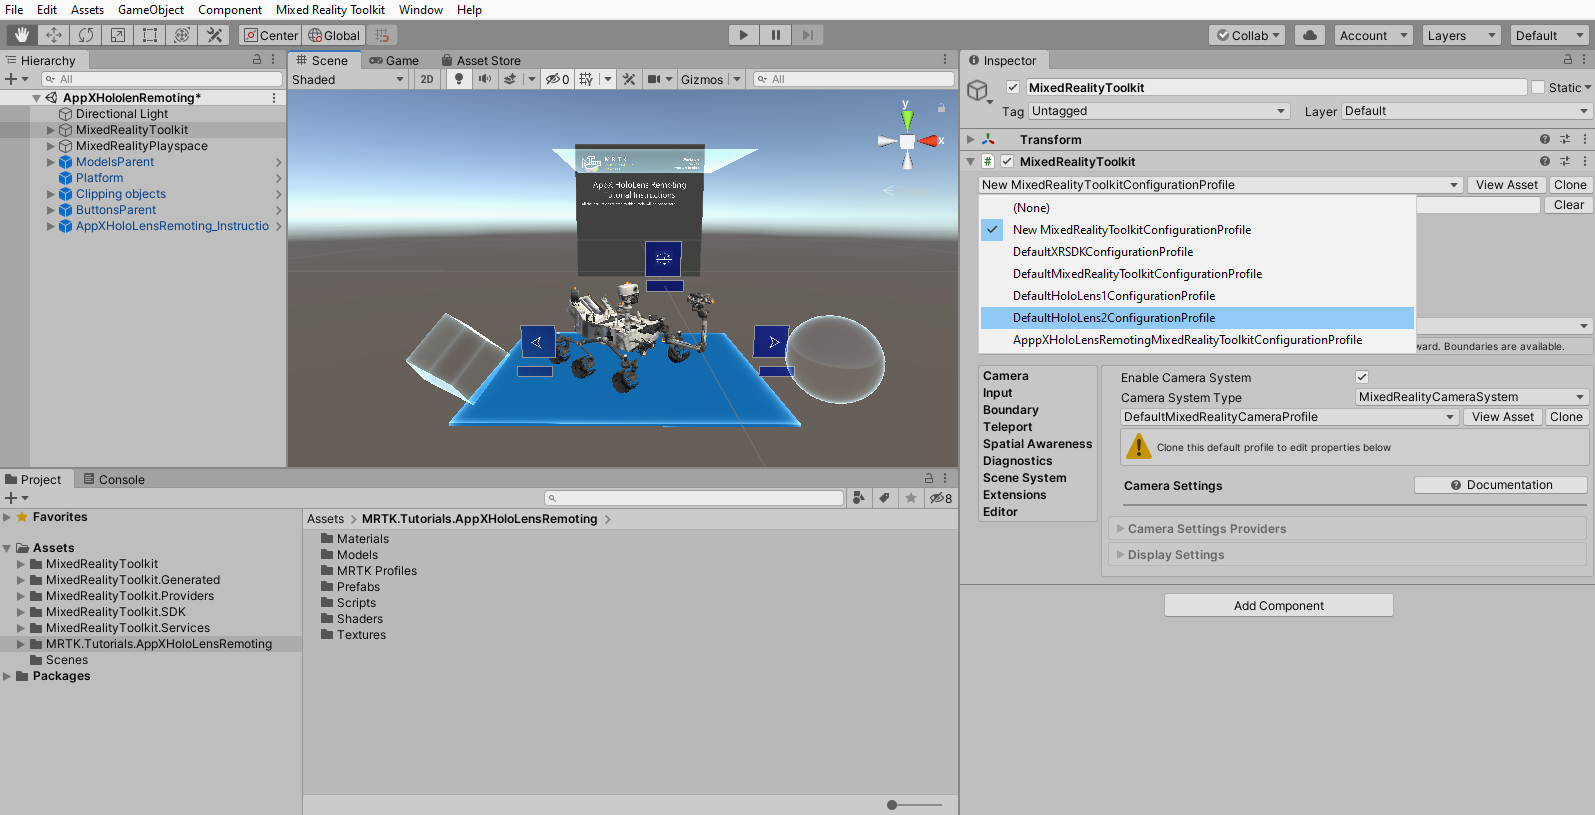 File Edit Assets GameObject Component Mixed Reality Toolkit Window Help
Center Global Collab Account Layers Default
Hierarchy
All
AppXHololenRemoting*
Directional Light
MixedRealityToolkit
MixedRealityPlayspace
ModelsParent
Platform
Clipping objects
ButtonsParent
AppXHoloLensRemoting_Instructio
Scene Game Asset Store
Shaded 2D 0 Gizmos All
y
x
MRTK
AppX HoloLens Remoting
Tutorial Instructions
Inspector
MixedRealityToolkit Static
Tag Untagged Layer Default
Transform
MixedRealityToolkit
New MixedRealityToolkitConfigurationProfile View Asset Clone
Clear
(None)
New MixedRealityToolkitConfigurationProfile
DefaultXRSDKConfigurationProfile
DefaultMixedRealityToolkitConfigurationProfile
DefaultHoloLens1ConfigurationProfile
DefaultHoloLens2ConfigurationProfile
ApppXHoloLensRemotingMixedRealityToolkitConfigurationProfile
ward. Boundaries are available.
Camera
Input
Boundary
Teleport
Spatial Awareness
Diagnostics
Scene System
Extensions
Editor
Enable Camera System
Camera System Type MixedRealityCameraSystem
DefaultMixedRealityCameraProfile View Asset Clone
Clone this default profile to edit properties below
Camera Settings Documentation
Camera Settings Providers
Display Settings
Add Component
Project Console
8
Favorites
Assets
MixedRealityToolkit
MixedRealityToolkit.Generated
MixedRealityToolkit.Providers
MixedRealityToolkit.SDK
MixedRealityToolkit.Services
MRTK.Tutorials.AppXHoloLensRemoting
Scenes
Packages
Assets > MRTK.Tutorials.AppXHoloLensRemoting >
Materials
Models
MRTK Profiles
Prefabs
Scripts
Shaders
Textures